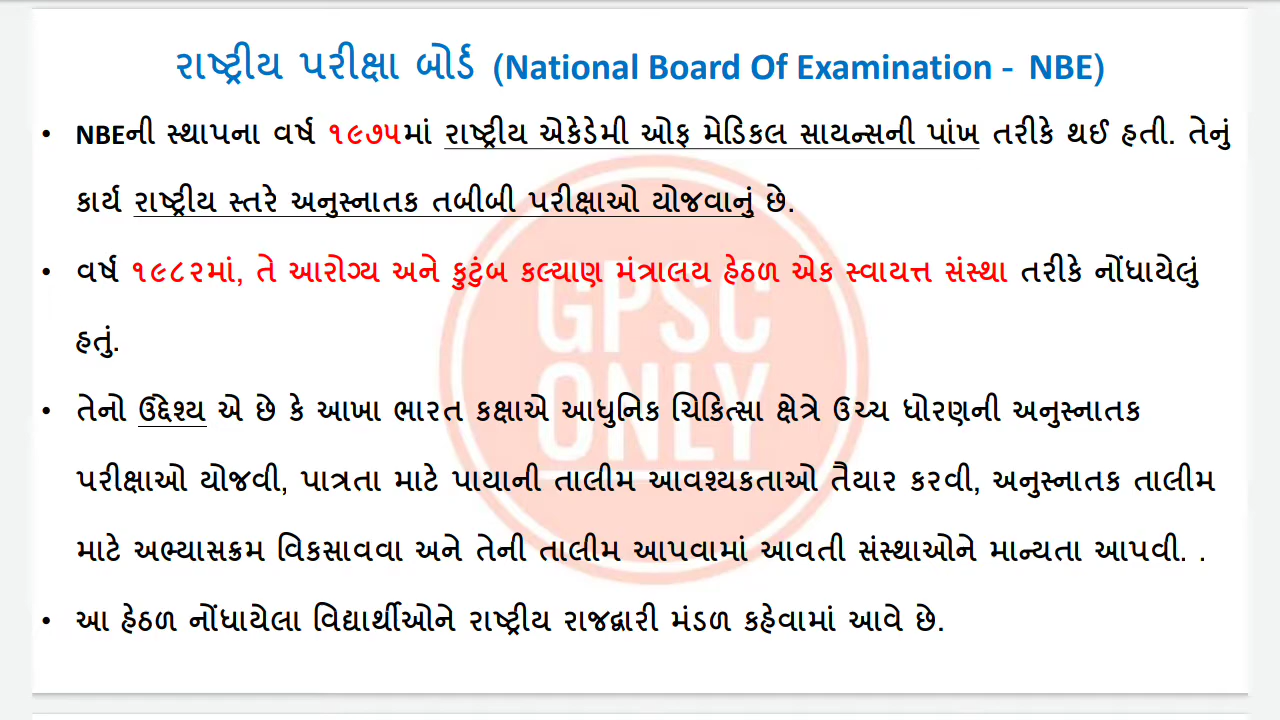 રાષ્ટ્રીય પરીક્ષા બોર્ડ (National Board Of Examination - NBE)
• NBEની સ્થાપના વર્ષ ૧૯૭૫માં રાષ્ટ્રીય એકેડેમી ઓફ મેડિકલ સાયન્સની પાંખ તરીકે થઈ હતી. તેનું
કાર્ય રાષ્ટ્રીય સ્તરે અનુસ્નાતક તબીબી પરીક્ષાઓ યોજવાનું છે.
• વર્ષ ૧૯૮૨માં, તે આરોગ્ય અને કુટુંબ કલ્યાણ મંત્રાલય હેઠળ એક સ્વાયત્ત સંસ્થા તરીકે નોંધાયેલું
હતું.
• તેનો ઉદ્દેશ્ય એ છે કે આખા ભારત કક્ષાએ આધુનિક ચિકિત્સા ક્ષેત્રે ઉચ્ચ ધોરણની અનુસ્નાતક
પરીક્ષાઓ યોજવી, પાત્રતા માટે પાયાની તાલીમ આવશ્યકતાઓ તૈયાર કરવી, અનુસ્નાતક તાલીમ
માટે અભ્યાસક્રમ વિકસાવવા અને તેની તાલીમ આપવામાં આવતી સંસ્થાઓને માન્યતા આપવી. .
• આ હેઠળ નોંધાયેલા વિદ્યાર્થીઓને રાષ્ટ્રીય રાજદ્વારી મંડળ કહેવામાં આવે છે.
GPSC
ONLY